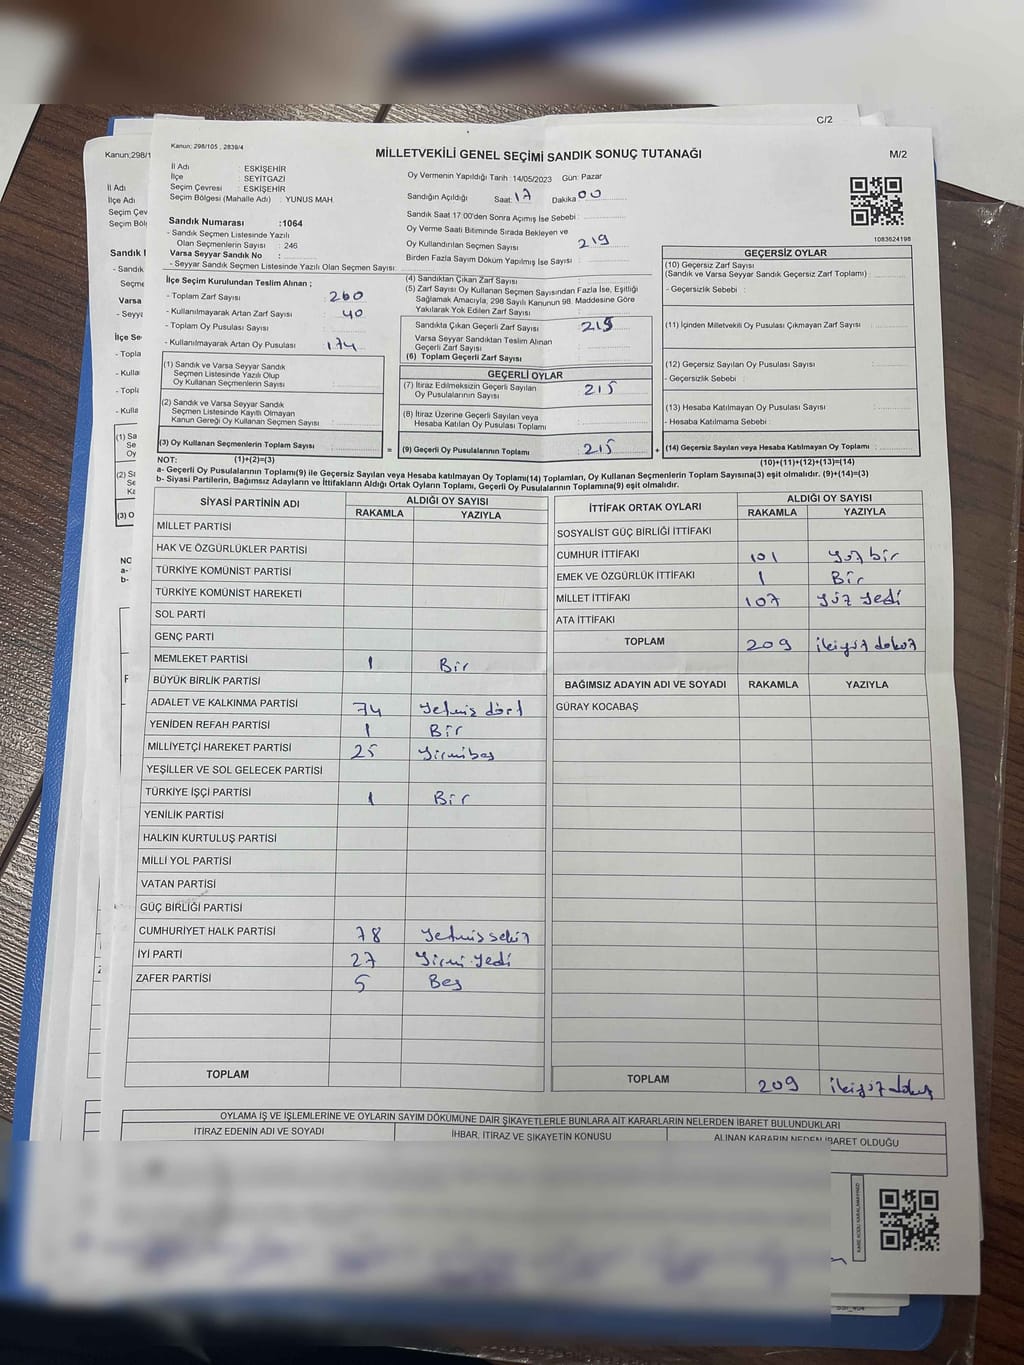 C/2
Kanun; 298/105 , 2839/4
MİLLETVEKİLİ GENEL SEÇİMİ SANDIK SONUÇ TUTANAĞI
M/2
İl Adı : ESKİŞEHİR
İlçe : SEYİTGAZİ
Seçim Çevresi : ESKİŞEHİR
Seçim Bölgesi (Mahalle Adı) : YUNUS MAH.
Sandık Numarası :1064
- Sandık Seçmen Listesinde Yazılı
Olan Seçmenlerin Sayısı : 246
Varsa Seyyar Sandık No :
- Seyyar Sandık Seçmen Listesinde Yazılı Olan Seçmen Sayısı:
Oy Vermenin Yapıldığı Tarih :14/05/2023 Gün: Pazar
Sandığın Açıldığı Saat: 17 Dakika 00
Sandık Saat 17.00'den Sonra Açımış İse Sebebi :
Oy Verme Saati Bitiminde Sırada Bekleyen ve
Oy Kullandırılan Seçmen Sayısı : 219
Birden Fazla Sayım Döküm Yapılmış İse Sayısı :
1083624198
İlçe Seçim Kurulundan Teslim Alınan ;
- Toplam Zarf Sayısı : 260
- Kullanılmayarak Artan Zarf Sayısı : 40
- Toplam Oy Pusulası Sayısı :
- Kullanılmayarak Artan Oy Pusulası : 174
(1) Sandık ve Varsa Seyyar Sandık
Seçmen Listesinde Yazılı Olup
Oy Kullanan Seçmenlerin Sayısı :
(2) Sandık ve Varsa Seyyar Sandık
Seçmen Listesinde Kayıtlı Olmayan
Kanun Gereği Oy Kullanan Seçmen Sayısı :
(3) Oy Kullanan Seçmenlerin Toplam Sayısı :
(4) Sandıktan Çıkan Zarf Sayısı :
(5) Zarf Sayısı Oy Kullanan Seçmen Sayısından Fazla İse, Eşitliği
Sağlamak Amacıyla, 298 Sayılı Kanunun 98. Maddesine Göre
Yakılarak Yok Edilen Zarf Sayısı :
Sandıkta Çıkan Geçerli Zarf Sayısı : 215
Varsa Seyyar Sandıktan Teslim Alınan
Geçerli Zarf Sayısı :
(6) Toplam Geçerli Zarf Sayısı :
GEÇERLİ OYLAR
(7) İtiraz Edilmeksizin Geçerli Sayılan
Oy Pusulalarının Sayısı : 215
(8) İtiraz Üzerine Geçerli Sayılan veya
Hesaba Katılan Oy Pusulası Toplamı :
= (9) Geçerli Oy Pusulalarının Toplamı : 215
GEÇERSİZ OYLAR
(10) Geçersiz Zarf Sayısı
(Sandık ve Varsa Seyyar Sandık Geçersiz Zarf Toplamı) :
- Geçersizlik Sebebi :
(11) İçinden Milletvekili Oy Pusulası Çıkmayan Zarf Sayısı :
(12) Geçersiz Sayılan Oy Pusulası Sayısı :
- Geçersizlik Sebebi :
(13) Hesaba Katılmayan Oy Pusulası Sayısı :
- Hesaba Katılmama Sebebi :
+ (14) Geçersiz Sayılan veya Hesaba Katılmayan Oy Toplamı :
NOT: (1)+(2)=(3) (10)+(11)+(12)+(13)=(14)
a- Geçerli Oy Pusulalarının Toplamı(9) ile Geçersiz Sayılan veya Hesaba katılmayan Oy Toplamı(14) Toplamları, Oy Kullanan Seçmenlerin Toplam Sayısına(3) eşit olmalıdır. (9)+(14)=(3)
b- Siyasi Partilerin, Bağımsız Adayların ve İttifakların Aldığı Ortak Oyların Toplamı, Geçerli Oy Pusulalarının Toplamına(9) eşit olmalıdır.
SİYASİ PARTİNİN ADI ALDIĞI OY SAYISI
RAKAMLA YAZIYLA
MİLLET PARTİSİ
HAK VE ÖZGÜRLÜKLER PARTİSİ
TÜRKİYE KOMÜNİST PARTİSİ
TÜRKİYE KOMÜNİST HAREKETİ
SOL PARTİ
GENÇ PARTİ
MEMLEKET PARTİSİ 1 Bir
BÜYÜK BİRLİK PARTİSİ
ADALET VE KALKINMA PARTİSİ 74 Yetmiş dört
YENİDEN REFAH PARTİSİ 1 Bir
MİLLİYETÇİ HAREKET PARTİSİ 25 Yirmibeş
YEŞİLLER VE SOL GELECEK PARTİSİ
TÜRKİYE İŞÇİ PARTİSİ 1 Bir
YENİLİK PARTİSİ
HALKIN KURTULUŞ PARTİSİ
MİLLİ YOL PARTİSİ
VATAN PARTİSİ
GÜÇ BİRLİĞİ PARTİSİ
CUMHURİYET HALK PARTİSİ 78 Yetmiş sekiz
İYİ PARTİ 27 Yirmi Yedi
ZAFER PARTİSİ 5 Beş
TOPLAM
İTTİFAK ORTAK OYLARI ALDIĞI OY SAYISI
RAKAMLA YAZIYLA
SOSYALİST GÜÇ BİRLİĞİ İTTİFAKI
CUMHUR İTTİFAKI 101 Yüz bir
EMEK VE ÖZGÜRLÜK İTTİFAKI 1 Bir
MİLLET İTTİFAKI 107 Yüz Yedi
ATA İTTİFAKI
TOPLAM 209 ikiyüz dokuz
BAĞIMSIZ ADAYIN ADI VE SOYADI RAKAMLA YAZIYLA
GÜRAY KOCABAŞ
TOPLAM 209 ikiyüz dokuz
OYLAMA İŞ VE İŞLEMLERİNE VE OYLARIN SAYIM DÖKÜMÜNE DAİR ŞİKAYETLERLE BUNLARA AİT KARARLARIN NELERDEN İBARET BULUNDUKLARI
İTİRAZ EDENİN ADI VE SOYADI İHBAR, İTİRAZ VE ŞİKAYETİN KONUSU ALINAN KARARIN NEDEN İBARET OLDUĞU
KARE KODU KARALAMAYINIZ!